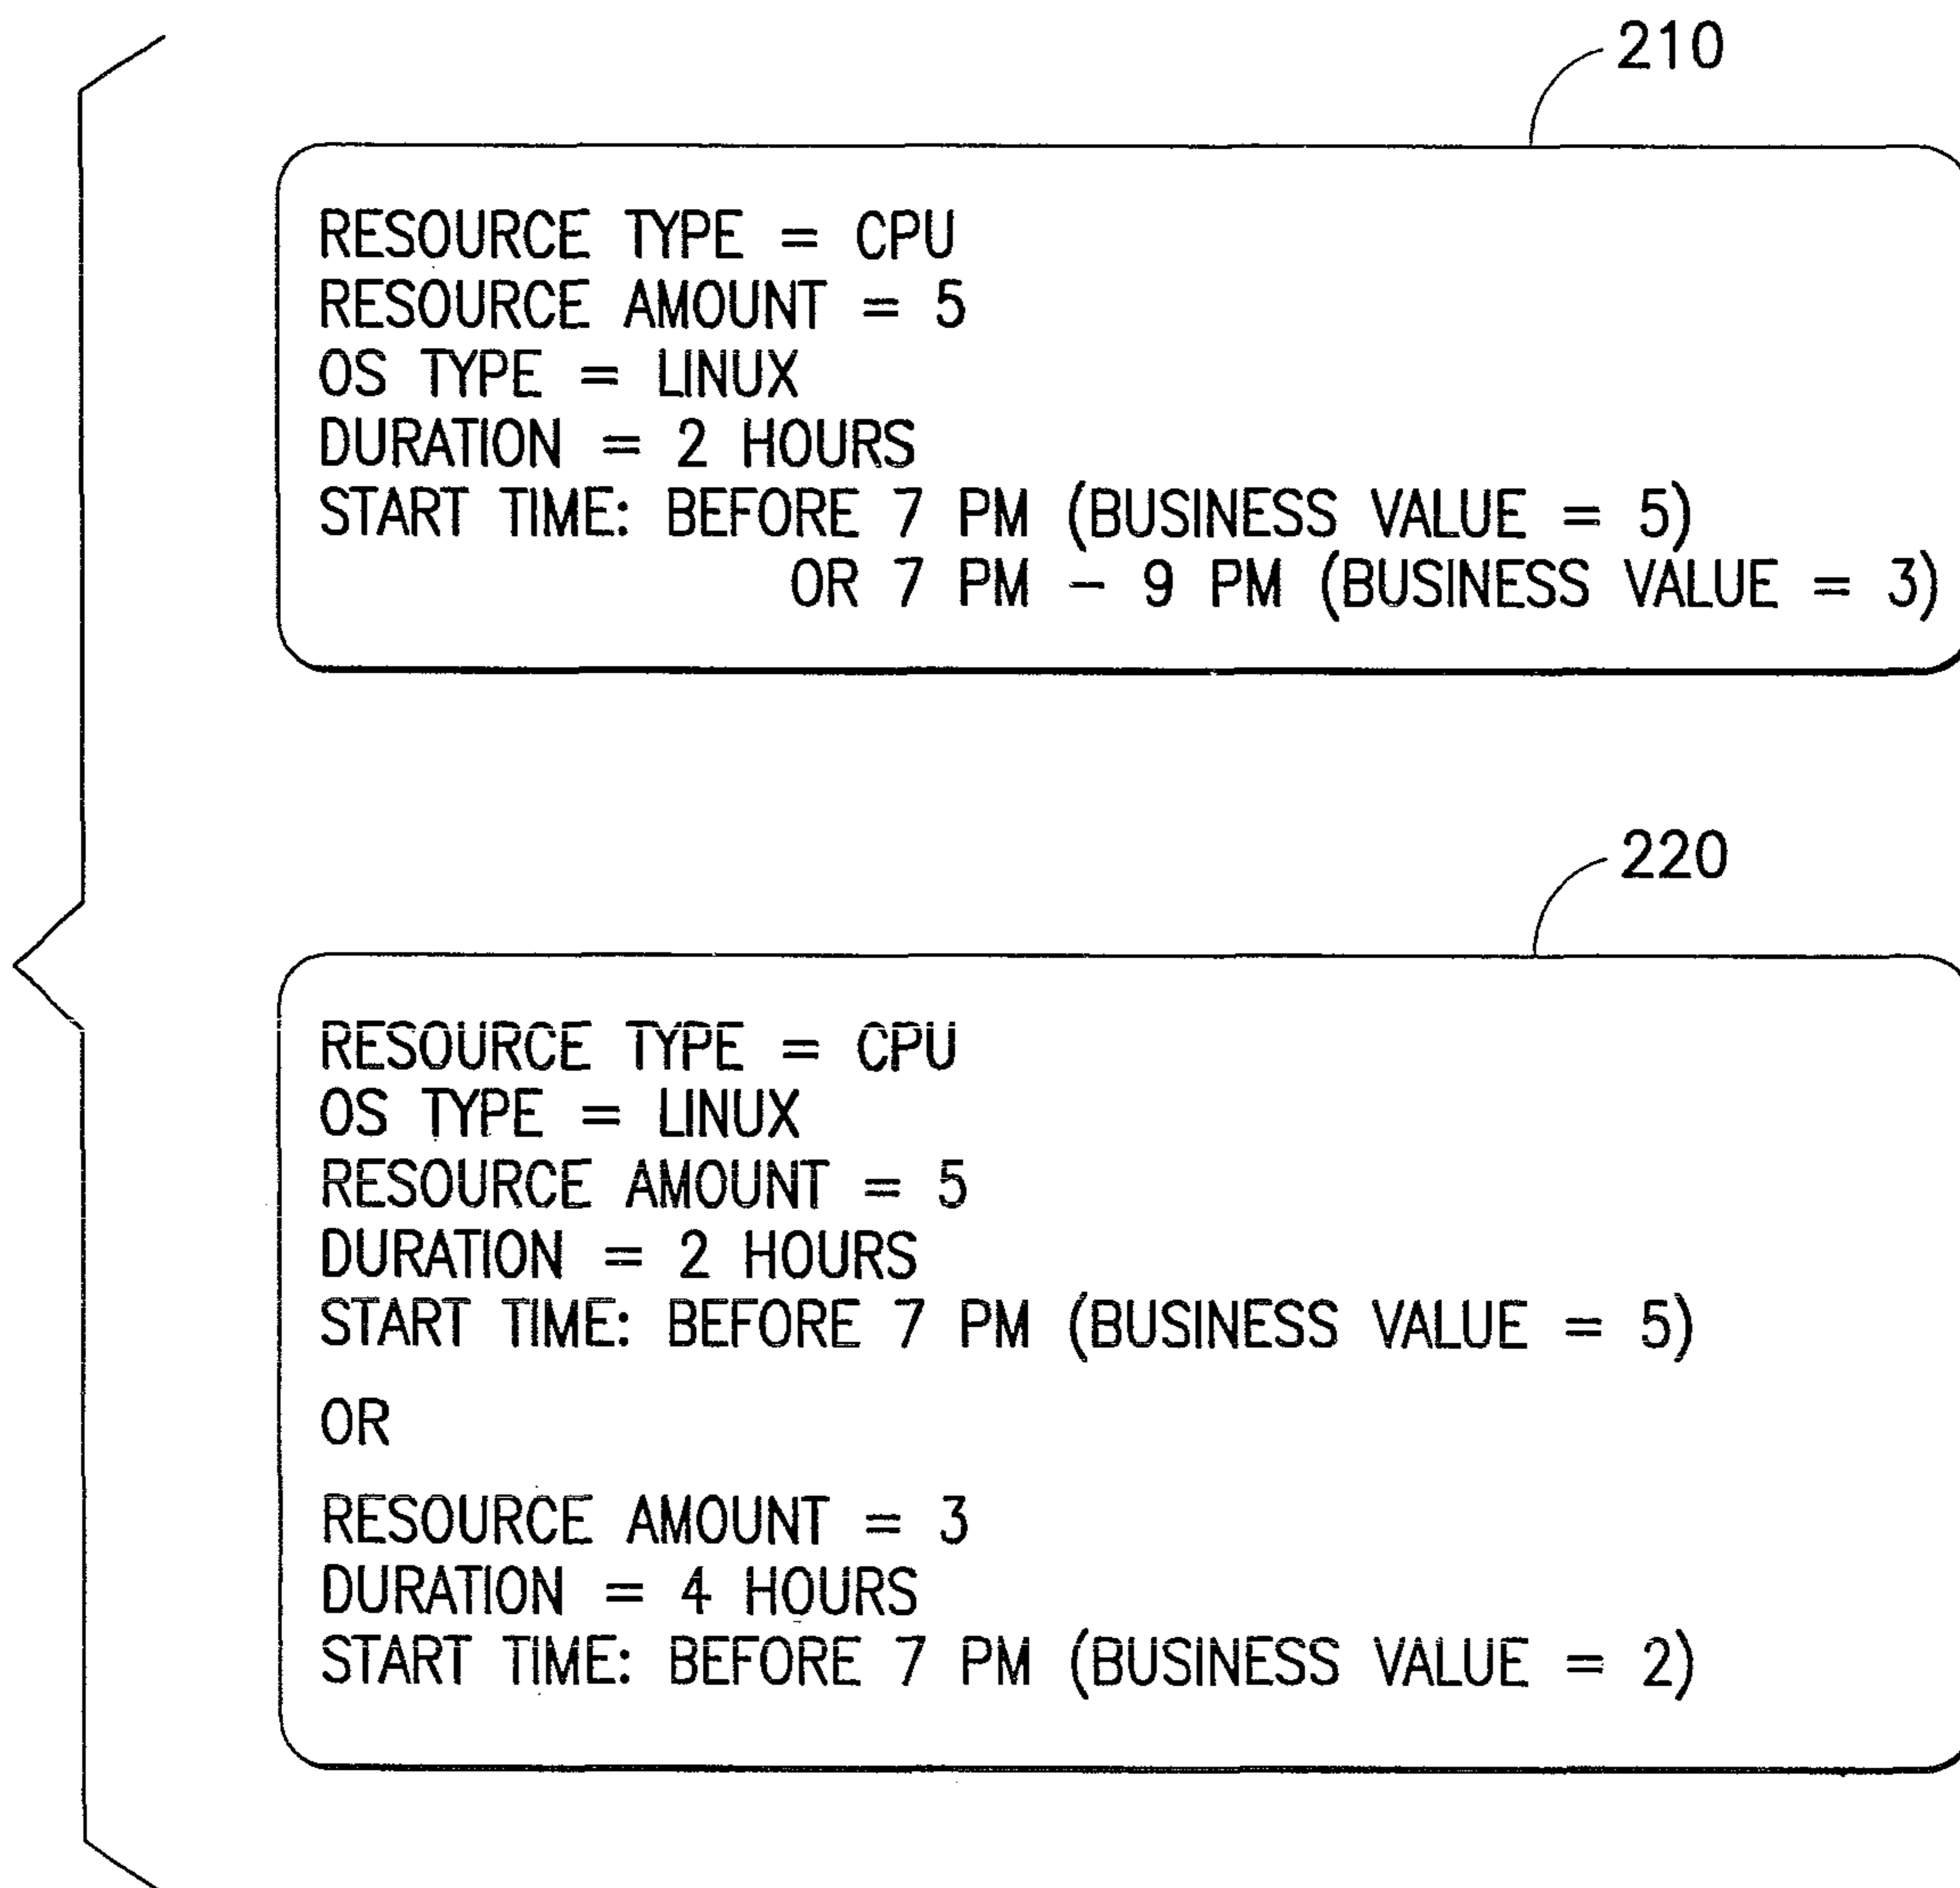 210
RESOURCE TYPE = CPU
RESOURCE AMOUNT = 5
OS TYPE = LINUX
DURATION = 2 HOURS
START TIME: BEFORE 7 PM (BUSINESS VALUE = 5)
OR 7 PM – 9 PM (BUSINESS VALUE = 3)
220
RESOURCE TYPE = CPU
OS TYPE = LINUX
RESOURCE AMOUNT = 5
DURATION = 2 HOURS
START TIME: BEFORE 7 PM (BUSINESS VALUE = 5)
OR
RESOURCE AMOUNT = 3
DURATION = 4 HOURS
START TIME: BEFORE 7 PM (BUSINESS VALUE = 2)